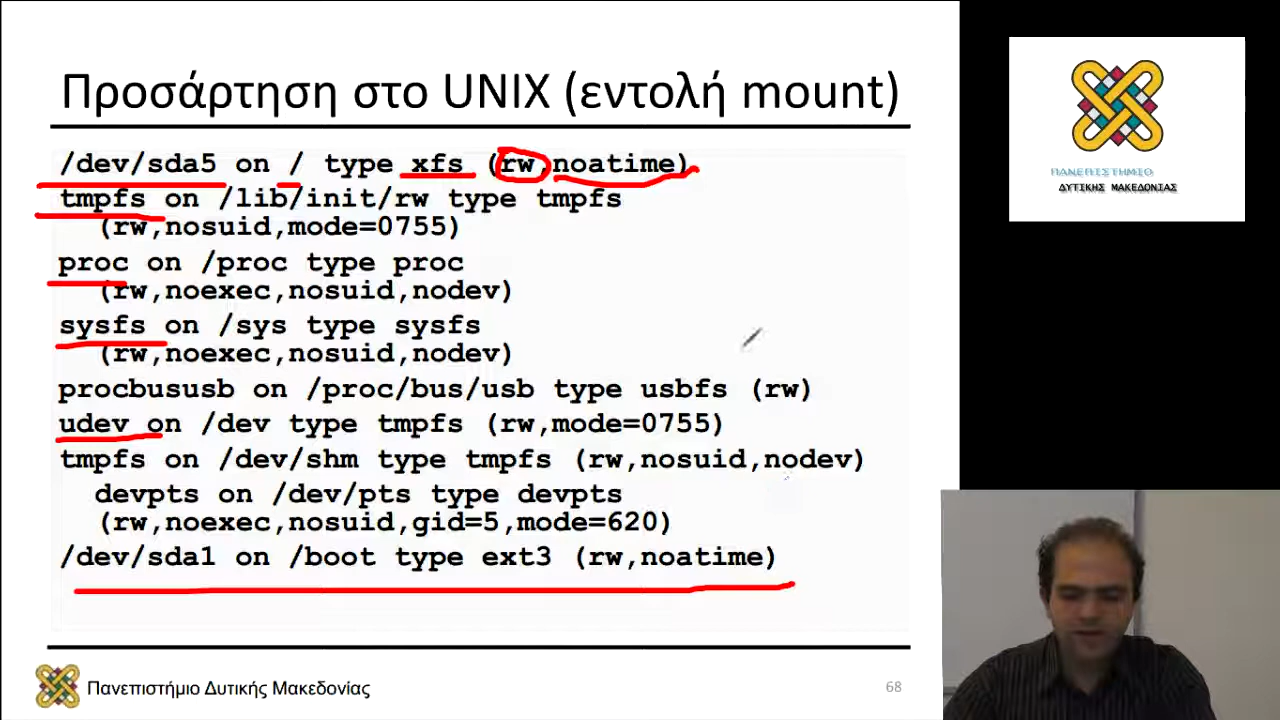 Προσάρτηση στο UNIX (εντολή mount)
/dev/sda5 on / type xfs (rw,noatime)
tmpfs on /lib/init/rw type tmpfs
(rw,nosuid,mode=0755)
proc on /proc type proc
(rw,noexec,nosuid,nodev)
sysfs on /sys type sysfs
(rw,noexec,nosuid,nodev)
procbususb on /proc/bus/usb type usbfs (rw)
udev on /dev type tmpfs (rw,mode=0755)
tmpfs on /dev/shm type tmpfs (rw,nosuid,nodev)
devpts on /dev/pts type devpts
(rw,noexec,nosuid,gid=5,mode=620)
/dev/sda1 on /boot type ext3 (rw,noatime)
Πανεπιστήμιο Δυτικής Μακεδονίας
68
ΠΑΝΕΠΙΣΤΗΜΙΟ
ΔΥΤΙΚΗΣ ΜΑΚΕΔΟΝΙΑΣ